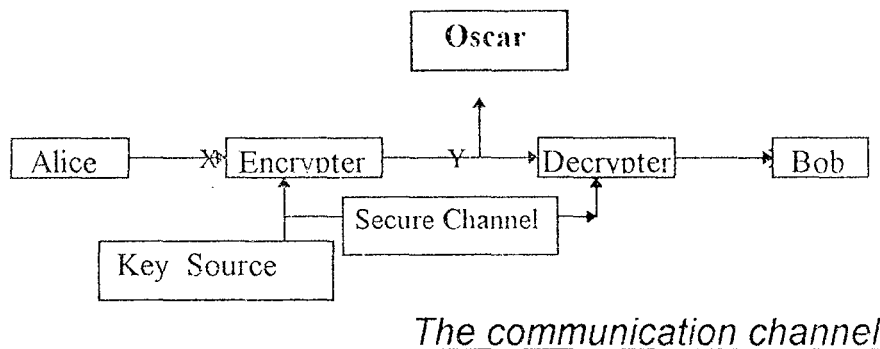 Oscar
Alice
X
Encrypter
Y
Decrypter
Bob
Secure Channel
Key Source
The communication channel